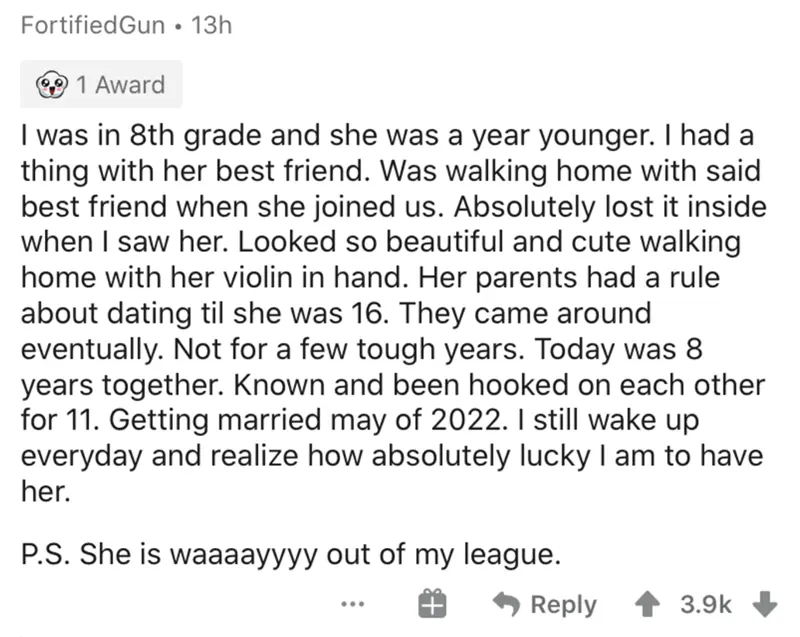 FortifiedGun • 13h
1 Award
I was in 8th grade and she was a year younger. I had a
thing with her best friend. Was walking home with said
best friend when she joined us. Absolutely lost it inside
when I saw her. Looked so beautiful and cute walking
home with her violin in hand. Her parents had a rule
about dating til she was 16. They came around
eventually. Not for a few tough years. Today was 8
years together. Known and been hooked on each other
for 11. Getting married may of 2022. I still wake up
everyday and realize how absolutely lucky I am to have
her.
P.S. She is waaaayyyy out of my league.
... Reply 3.9k